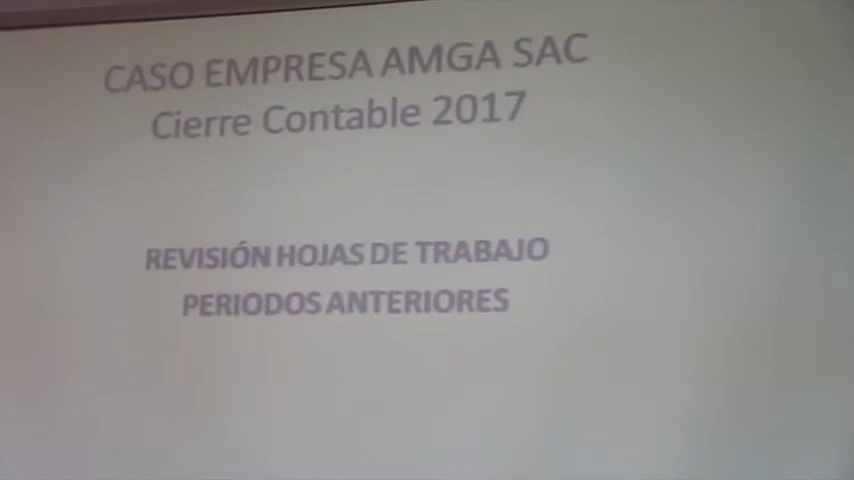 CASO EMPRESA AMGA SAC
Cierre Contable 2017
REVISIÓN HOJAS DE TRABAJO
PERIODOS ANTERIORES